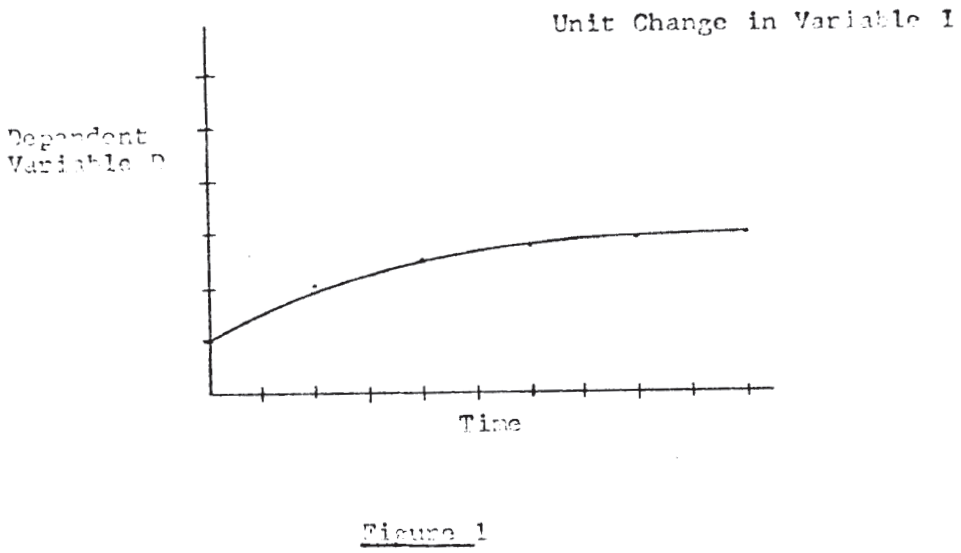 Unit Change in Variable I
Dependent
Variable D
Time
Figure 1